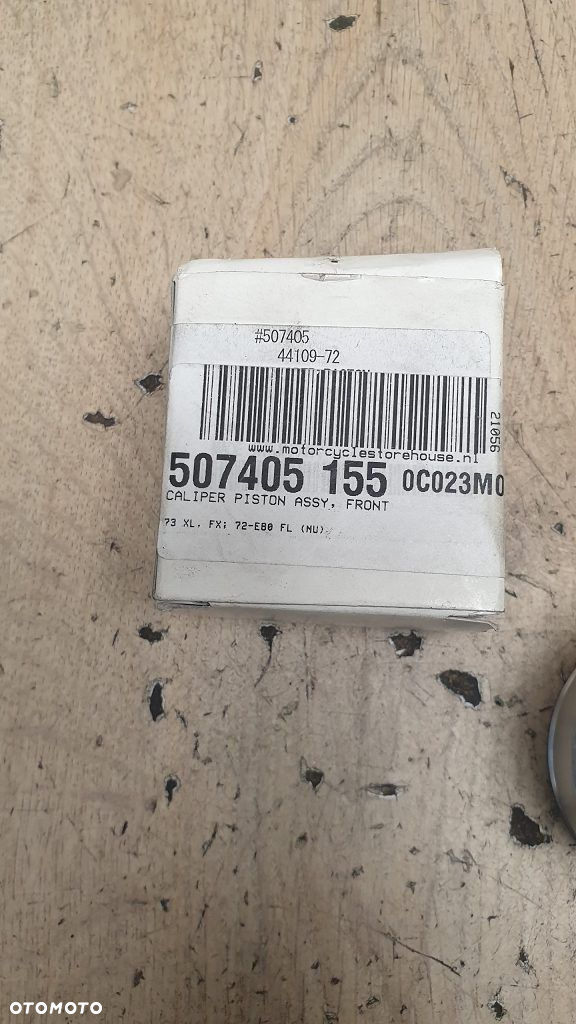 #507405
44109-72
21056
www.motorcyclestorehouse.nl
507405 155 0C023M0
CALIPER PISTON ASSY, FRONT
73 XL, FX; 72-E80 FL (NU)
OTOMOTO